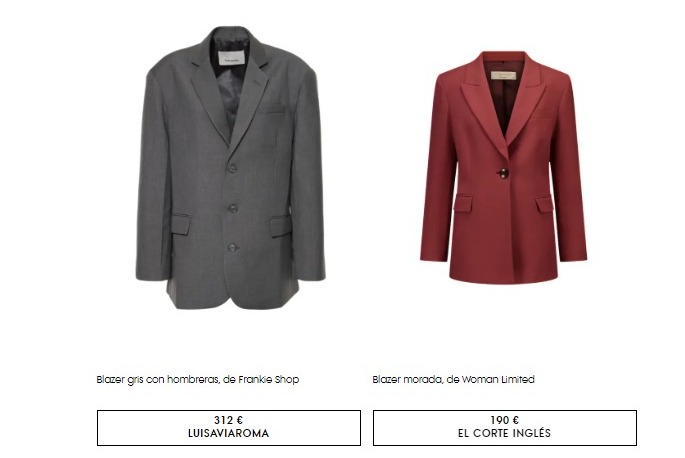 Blazer gris con hombreras, de Frankie Shop
312 €
LUISAVIAROMA
Blazer morada, de Woman Limited
190 €
EL CORTE INGLÉS